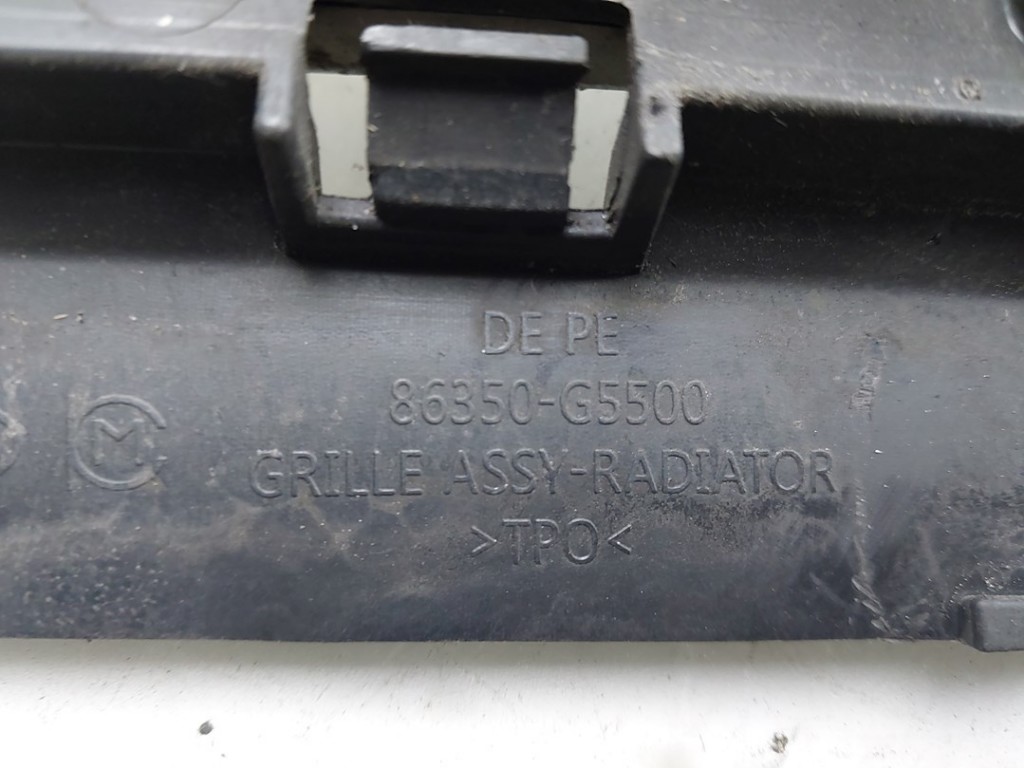 DE PE
86350-G5500
GRILLE ASSY-RADIATOR
>TPO<